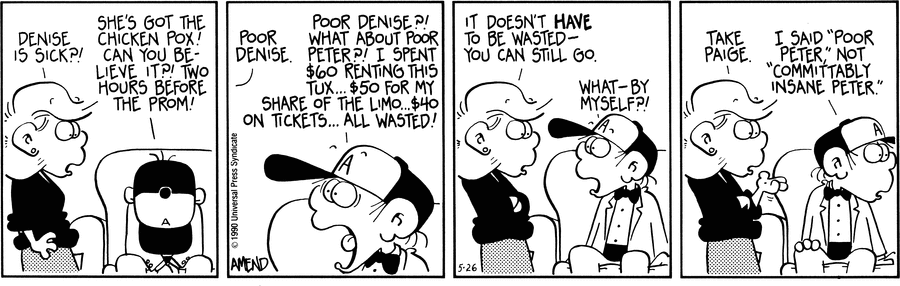 DENISE
IS SICK?!
SHE'S GOT THE
CHICKEN POX!
CAN YOU BE-
LIEVE IT?! TWO
HOURS BEFORE
THE PROM!
POOR
DENISE.
POOR DENISE?!
WHAT ABOUT POOR
PETER?! I SPENT
$60 RENTING THIS
TUX... $50 FOR MY
SHARE OF THE LIMO...$40
ON TICKETS... ALL WASTED!
A
© 1990 Universal Press Syndicate
AMEND
IT DOESN'T HAVE
TO BE WASTED—
YOU CAN STILL GO.
WHAT—BY
MYSELF?!
A
5-26
TAKE
PAIGE.
I SAID "POOR
PETER," NOT
"COMMITTABLY
INSANE PETER."
A